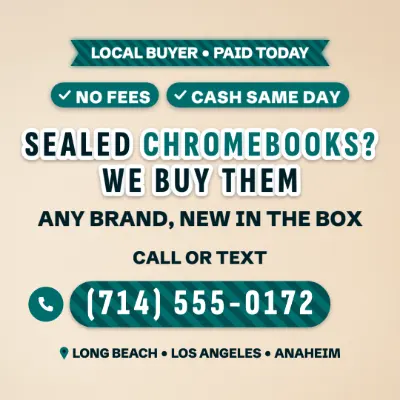 LOCAL BUYER • PAID TODAY
NO FEES
CASH SAME DAY
SEALED CHROMEBOOKS?
WE BUY THEM
ANY BRAND, NEW IN THE BOX
CALL OR TEXT
(714) 555-0172
LONG BEACH • LOS ANGELES • ANAHEIM